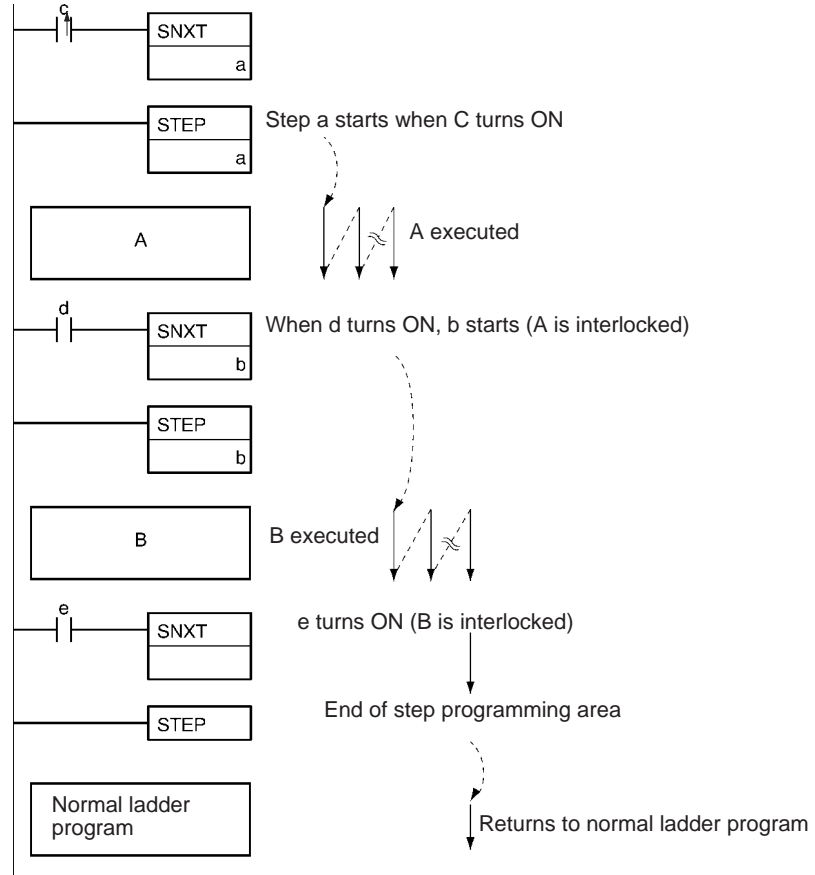 c
SNXT
a
STEP
a
Step a starts when C turns ON
A
A executed
d
SNXT
b
When d turns ON, b starts (A is interlocked)
STEP
b
B
B executed
e
SNXT
e turns ON (B is interlocked)
STEP
End of step programming area
Normal ladder
program
Returns to normal ladder program